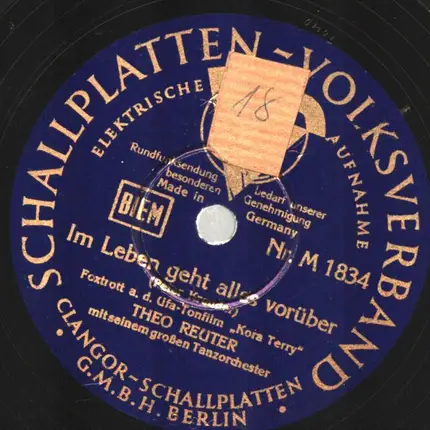 SCHALLPLATTEN-VOLKSVERBAND
ELEKTRISCHE AUFNAHME
18
Rundfunksendung bedarf unserer
besonderen Genehmigung
Made in Germany
BIEM
Nr. M 1834
Im Leben geht alles vorüber
Foxtrott a. d. Ufa-Tonfilm „Kora Terry"
THEO REUTER
mit seinem großen Tanzorchester
CLANGOR-SCHALLPLATTEN
G.M.B.H. BERLIN